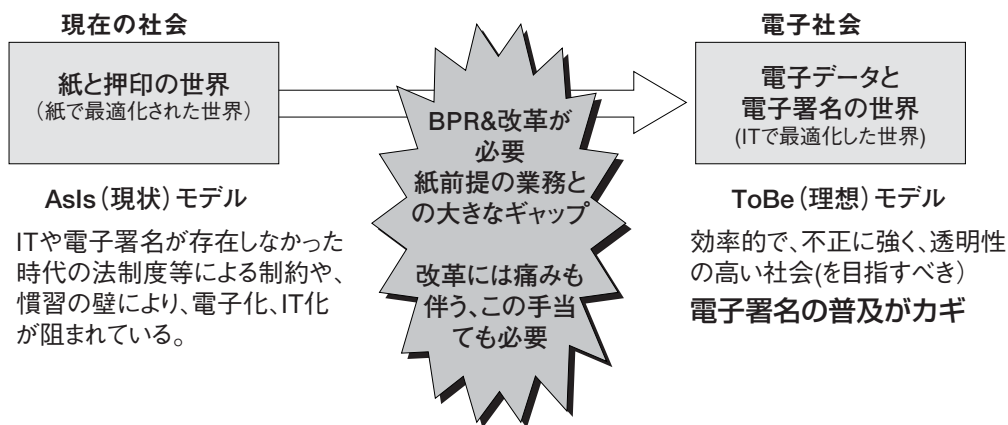 現在の社会
紙と押印の世界
（紙で最適化された世界）
AsIs（現状）モデル
ITや電子署名が存在しなかった
時代の法制度等による制約や、
慣習の壁により、電子化、IT化
が阻まれている。
BPR&改革が
必要
紙前提の業務と
の大きなギャップ
改革には痛みも
伴う、この手当
ても必要
電子社会
電子データと
電子署名の世界
(ITで最適化した世界)
ToBe（理想）モデル
効率的で、不正に強く、透明性
の高い社会(を目指すべき）
電子署名の普及がカギ